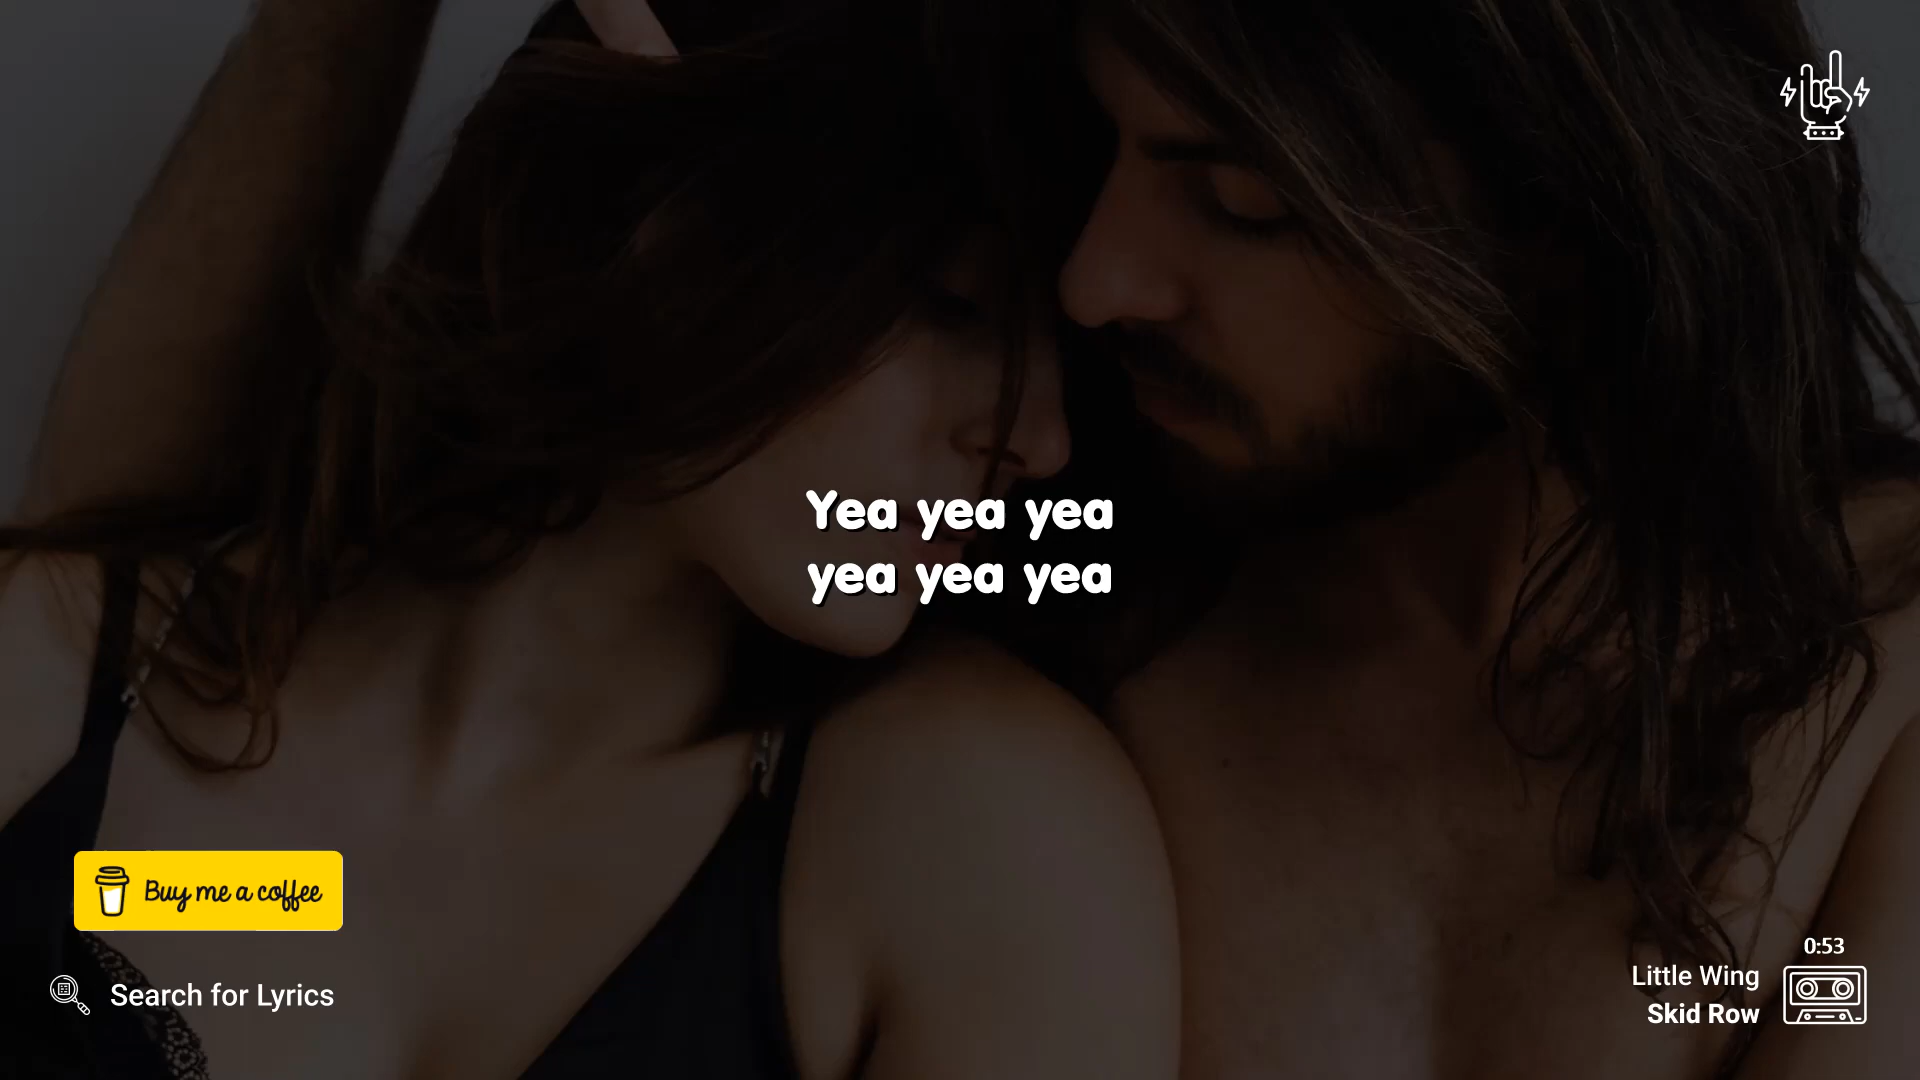 Yea yea yea
yea yea yea
Buy me a coffee
Search for Lyrics
0:53
Little Wing
Skid Row